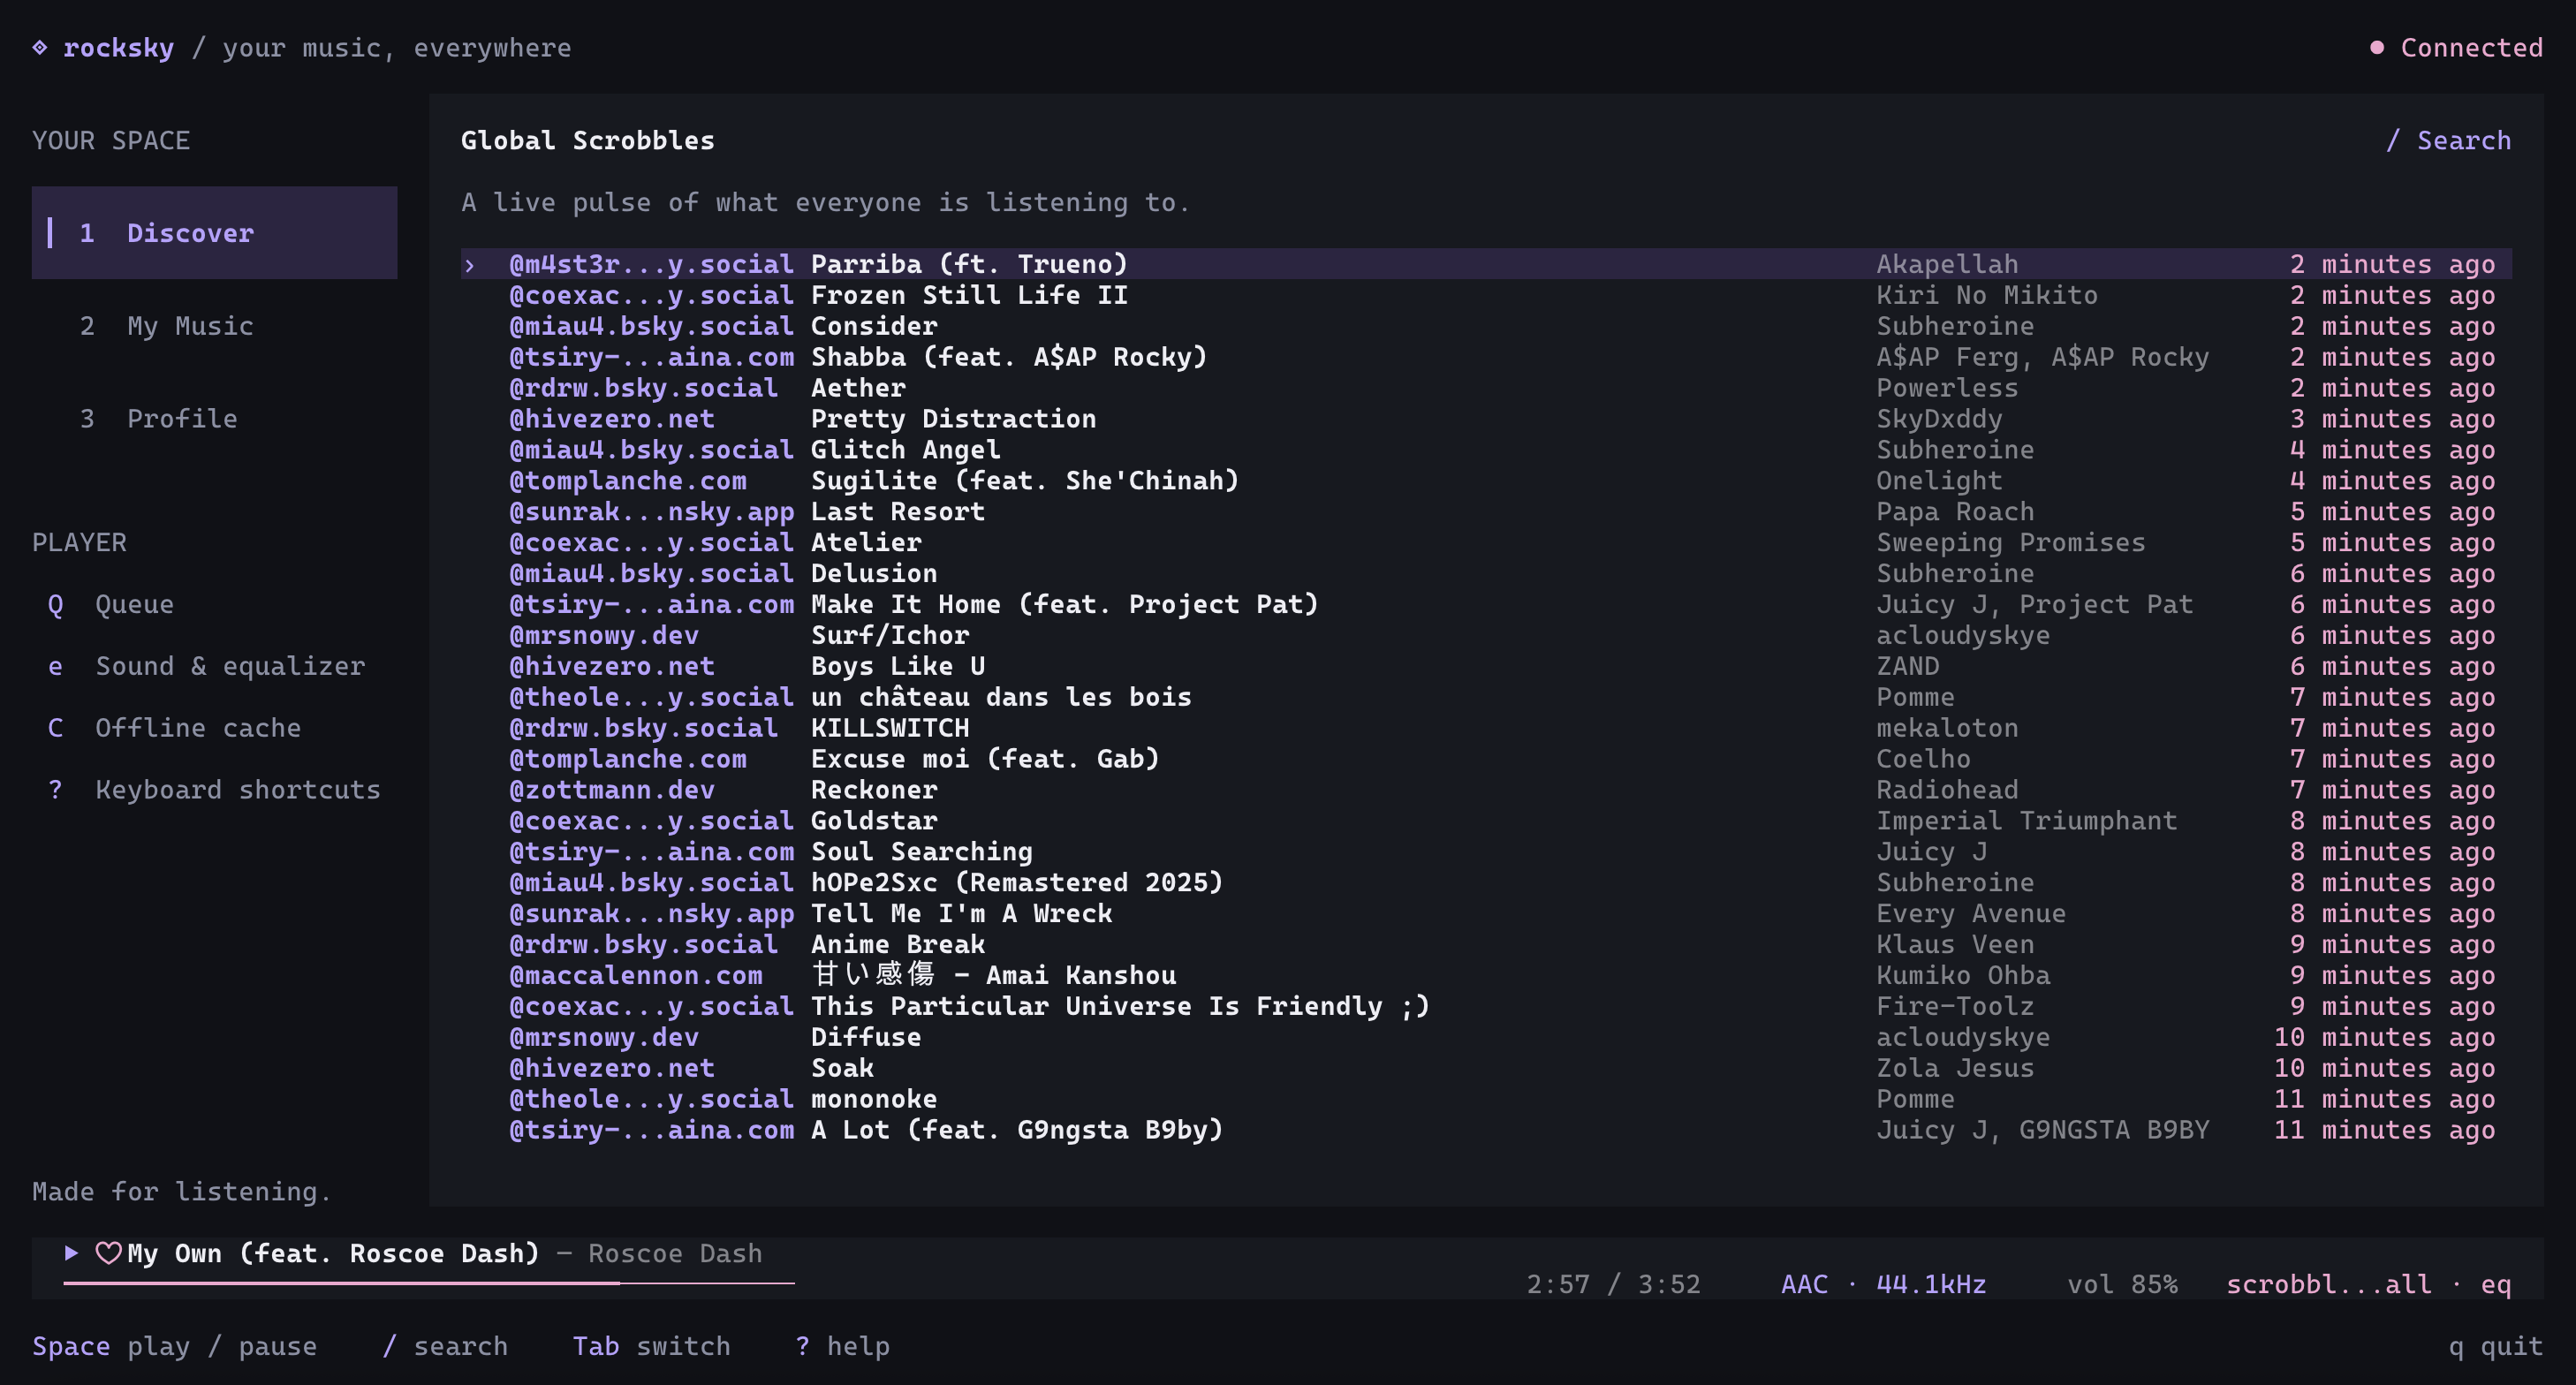 rocksky / your music, everywhere
● Connected
YOUR SPACE
1 Discover
2 My Music
3 Profile
PLAYER
Q Queue
e Sound & equalizer
C Offline cache
? Keyboard shortcuts
Made for listening.
Global Scrobbles
/ Search
A live pulse of what everyone is listening to.
› @m4st3r...y.social Parriba (ft. Trueno) Akapellah 2 minutes ago
@coexac...y.social Frozen Still Life II Kiri No Mikito 2 minutes ago
@miau4.bsky.social Consider Subheroine 2 minutes ago
@tsiry-...aina.com Shabba (feat. A$AP Rocky) A$AP Ferg, A$AP Rocky 2 minutes ago
@rdrw.bsky.social Aether Powerless 2 minutes ago
@hivezero.net Pretty Distraction SkyDxddy 3 minutes ago
@miau4.bsky.social Glitch Angel Subheroine 4 minutes ago
@tomplanche.com Sugilite (feat. She'Chinah) Onelight 4 minutes ago
@sunrak...nsky.app Last Resort Papa Roach 5 minutes ago
@coexac...y.social Atelier Sweeping Promises 5 minutes ago
@miau4.bsky.social Delusion Subheroine 6 minutes ago
@tsiry-...aina.com Make It Home (feat. Project Pat) Juicy J, Project Pat 6 minutes ago
@mrsnowy.dev Surf/Ichor acloudyskye 6 minutes ago
@hivezero.net Boys Like U ZAND 6 minutes ago
@theole...y.social un château dans les bois Pomme 7 minutes ago
@rdrw.bsky.social KILLSWITCH mekaloton 7 minutes ago
@tomplanche.com Excuse moi (feat. Gab) Coelho 7 minutes ago
@zottmann.dev Reckoner Radiohead 7 minutes ago
@coexac...y.social Goldstar Imperial Triumphant 8 minutes ago
@tsiry-...aina.com Soul Searching Juicy J 8 minutes ago
@miau4.bsky.social hOPe2Sxc (Remastered 2025) Subheroine 8 minutes ago
@sunrak...nsky.app Tell Me I'm A Wreck Every Avenue 8 minutes ago
@rdrw.bsky.social Anime Break Klaus Veen 9 minutes ago
@maccalennon.com 甘い感傷 - Amai Kanshou Kumiko Ohba 9 minutes ago
@coexac...y.social This Particular Universe Is Friendly ;) Fire-Toolz 9 minutes ago
@mrsnowy.dev Diffuse acloudyskye 10 minutes ago
@hivezero.net Soak Zola Jesus 10 minutes ago
@theole...y.social mononoke Pomme 11 minutes ago
@tsiry-...aina.com A Lot (feat. G9ngsta B9by) Juicy J, G9NGSTA B9BY 11 minutes ago
▶ ♡ My Own (feat. Roscoe Dash) — Roscoe Dash
2:57 / 3:52 AAC · 44.1kHz vol 85% scrobbl...all · eq
Space play / pause / search Tab switch ? help q quit